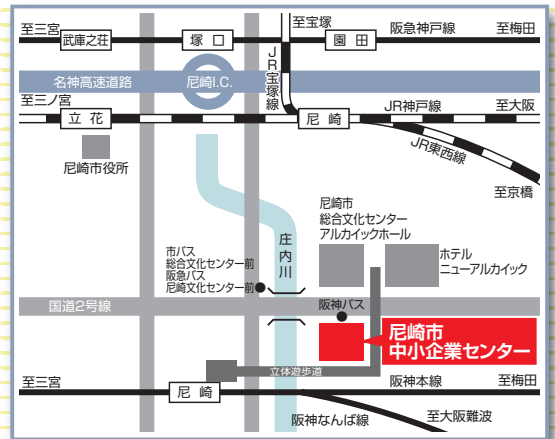 至三宮
武庫之荘
塚口
至宝塚
園田
阪急神戸線
至梅田
JR宝塚線
名神高速道路
尼崎I.C.
至三ノ宮
立花
尼崎
JR神戸線
至大阪
JR東西線
至京橋
尼崎市役所
尼崎市
総合文化センター
アルカイックホール
ホテル
ニューアルカイック
庄内川
市バス
総合文化センター前
阪急バス
尼崎文化センター前
国道2号線
阪神バス
尼崎市
中小企業センター
立体遊歩道
至三宮
尼崎
阪神本線
至梅田
阪神なんば線
至大阪難波